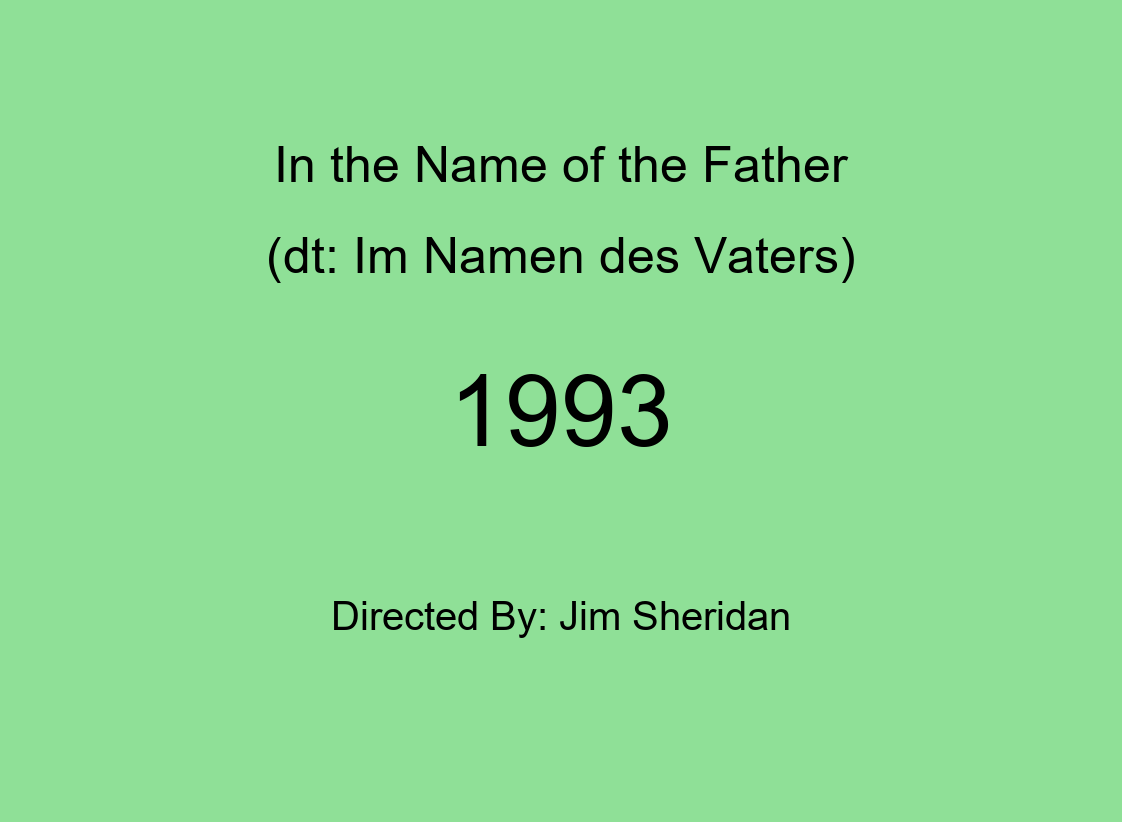 In the Name of the Father
(dt: Im Namen des Vaters)
1993
Directed By: Jim Sheridan